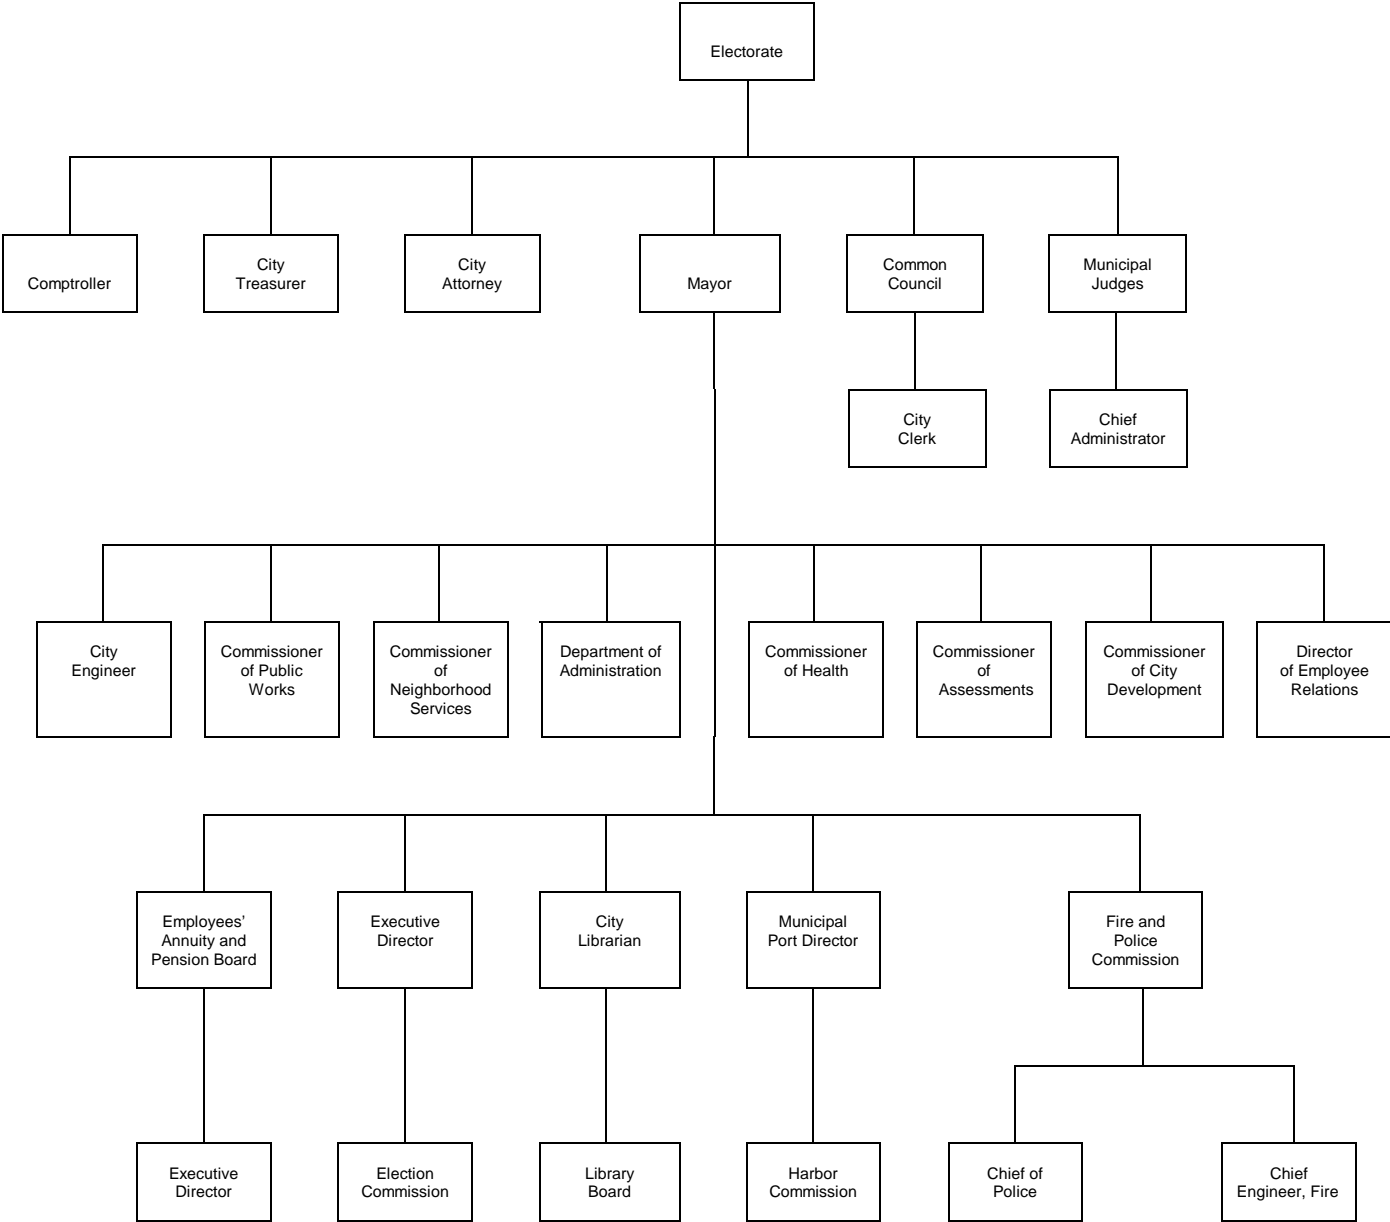 Electorate
Comptroller
City
Treasurer
City
Attorney
Mayor
Common
Council
Municipal
Judges
City
Clerk
Chief
Administrator
City
Engineer
Commissioner
of Public
Works
Commissioner
of
Neighborhood
Services
Department of
Administration
Commissioner
of Health
Commissioner
of
Assessments
Commissioner
of City
Development
Director
of Employee
Relations
Employees’
Annuity and
Pension Board
Executive
Director
City
Librarian
Municipal
Port Director
Fire and
Police
Commission
Executive
Director
Election
Commission
Library
Board
Harbor
Commission
Chief of
Police
Chief
Engineer, Fire